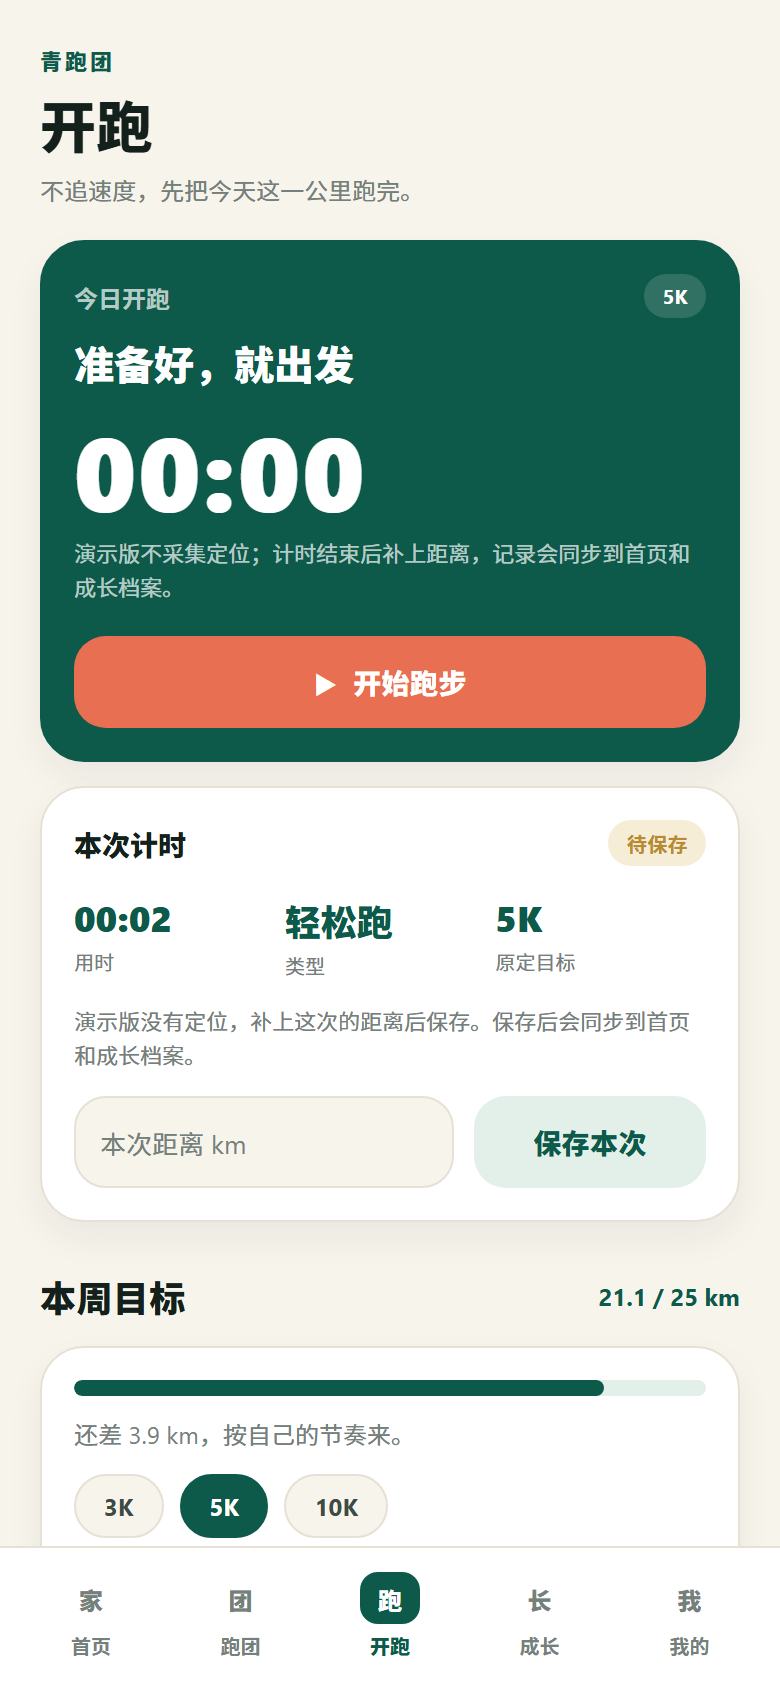 青跑团
开跑
不追速度，先把今天这一公里跑完。
今日开跑
5K
准备好，就出发
00:00
演示版不采集定位；计时结束后补上距离，记录会同步到首页和
成长档案。
开始跑步
本次计时
待保存
00:02
轻松跑
5K
用时
类型
原定目标
演示版没有定位，补上这次的距离后保存。保存后会同步到首页
和成长档案。
本次距离 km
保存本次
本周目标
21.1 / 25 km
还差 3.9 km，按自己的节奏来。
3K
5K
10K
家
团
跑
长
我
首页
跑团
开跑
成长
我的